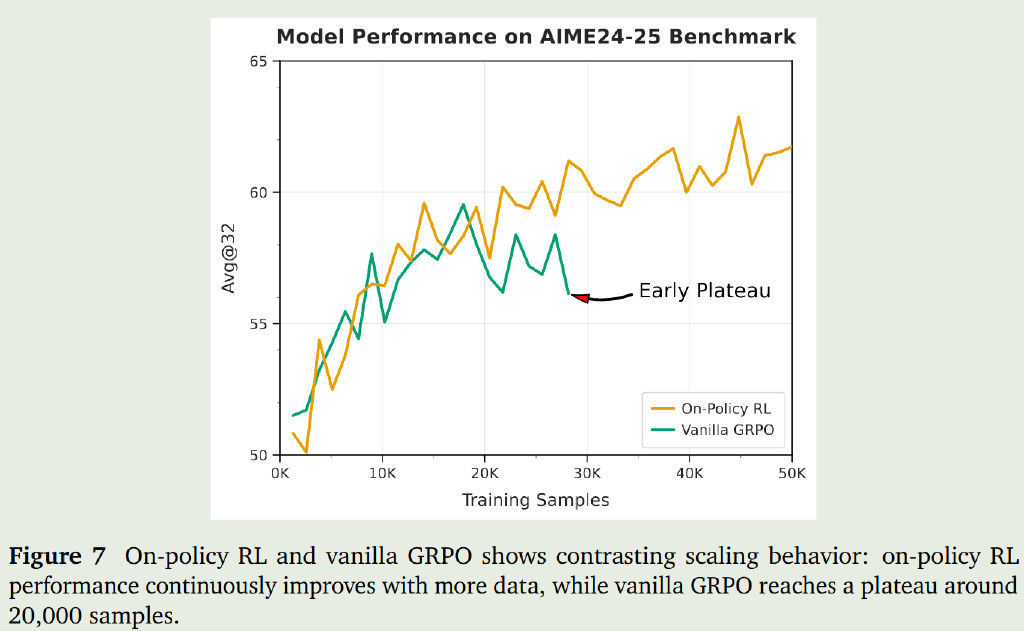 Model Performance on AIME24-25 Benchmark
65
60
55
50
Avg@32
Early Plateau
On-Policy RL
Vanilla GRPO
0K 10K 20K 30K 40K 50K
Training Samples
Figure 7 On-policy RL and vanilla GRPO shows contrasting scaling behavior: on-policy RL
performance continuously improves with more data, while vanilla GRPO reaches a plateau around
20,000 samples.